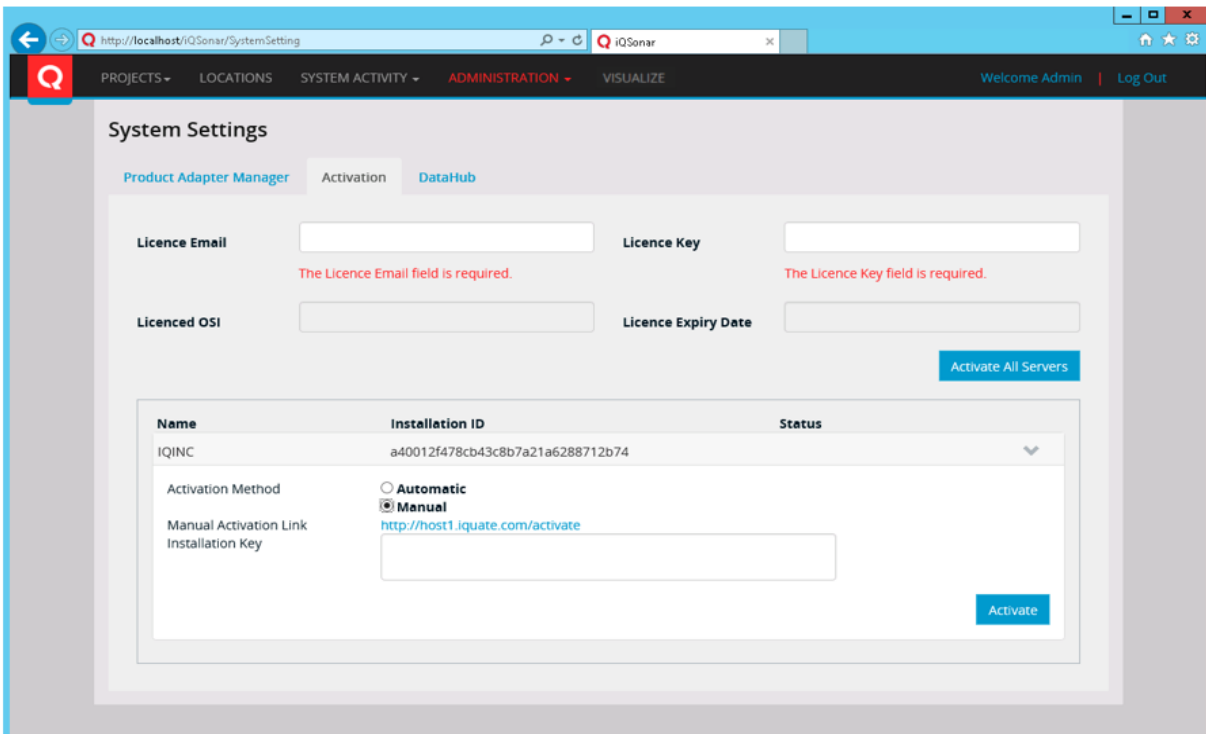 http://localhost/iQSonar/SystemSetting
iQSonar
PROJECTS LOCATIONS SYSTEM ACTIVITY ADMINISTRATION VISUALIZE Welcome Admin | Log Out
System Settings
Product Adapter Manager Activation DataHub
Licence Email Licence Key
The Licence Email field is required. The Licence Key field is required.
Licenced OSI Licence Expiry Date
Activate All Servers
Name Installation ID Status
IQINC a40012f478cb43c8b7a21a6288712b74
Activation Method Automatic
Manual
Manual Activation Link http://host1.iquate.com/activate
Installation Key
Activate